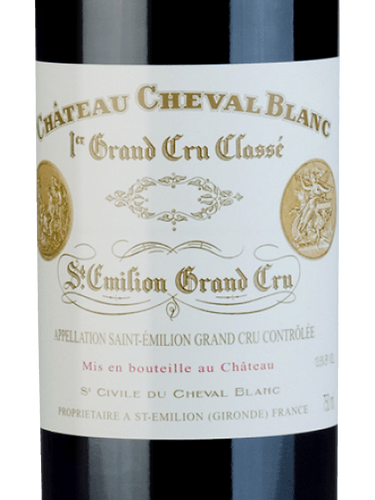 CHÂTEAU CHEVAL BLANC
1er Grand Cru Classé
St Emilion Grand Cru
APPELLATION SAINT-ÉMILION GRAND CRU CONTRÔLÉE
Mis en bouteille au Château
Sté CIVILE DU CHEVAL BLANC
PROPRIETAIRE A ST-EMILION (GIRONDE) FRANCE